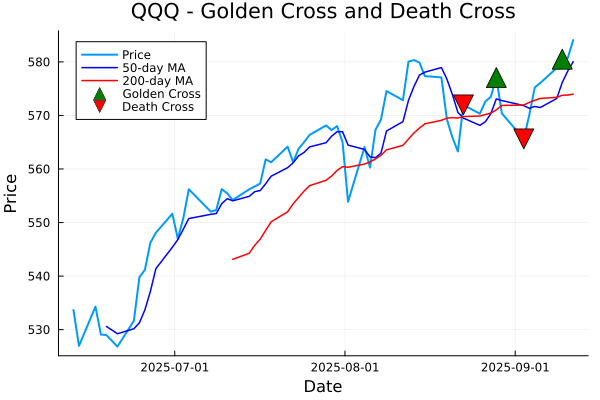 QQQ - Golden Cross and Death Cross
Price
50-day MA
200-day MA
Golden Cross
Death Cross
580
570
560
550
540
530
Price
2025-07-01
2025-08-01
2025-09-01
Date